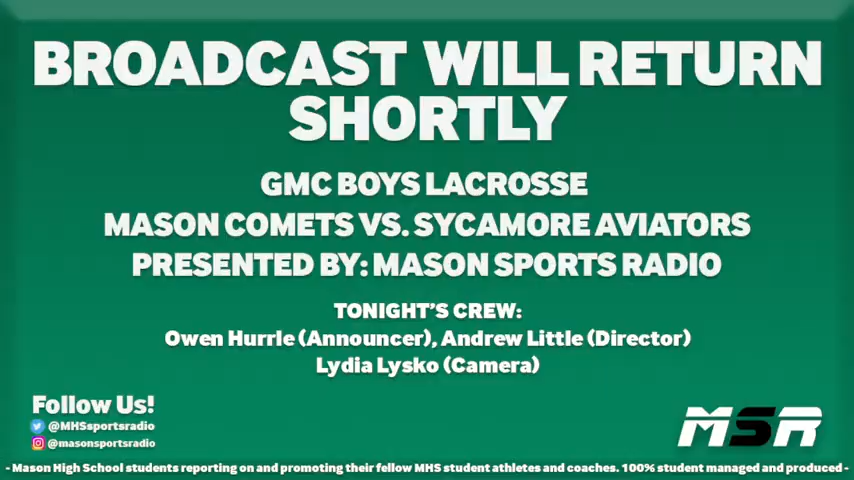 BROADCAST WILL RETURN
SHORTLY
GMC BOYS LACROSSE
MASON COMETS VS. SYCAMORE AVIATORS
PRESENTED BY: MASON SPORTS RADIO
TONIGHT'S CREW:
Owen Hurrle (Announcer), Andrew Little (Director)
Lydia Lysko (Camera)
Follow Us!
@MHSsportsradio
@masonsportsradio
MSR
- Mason High School students reporting on and promoting their fellow MHS student athletes and coaches. 100% student managed and produced -